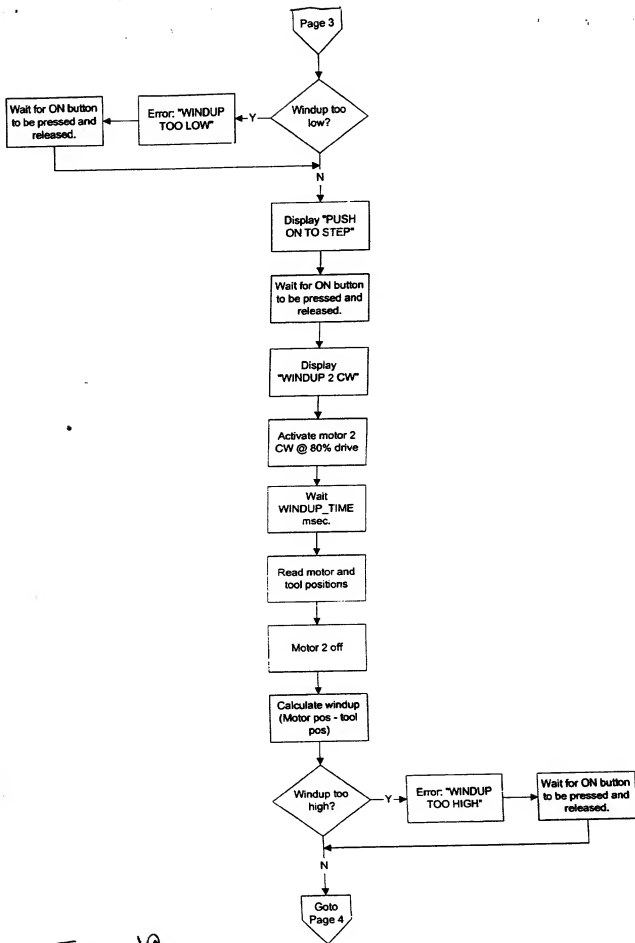 Page 3
Windup too
low?
Y
Error: "WINDUP
TOO LOW"
Wait for ON button
to be pressed and
released.
N
Display "PUSH
ON TO STEP"
Wait for ON button
to be pressed and
released.
Display
"WINDUP 2 CW"
Activate motor 2
CW @ 80% drive
Wait
WINDUP_TIME
msec.
Read motor and
tool positions
Motor 2 off
Calculate windup
(Motor pos - tool
pos)
Windup too
high?
Y
Error: "WINDUP
TOO HIGH"
Wait for ON button
to be pressed and
released.
N
Goto
Page 4